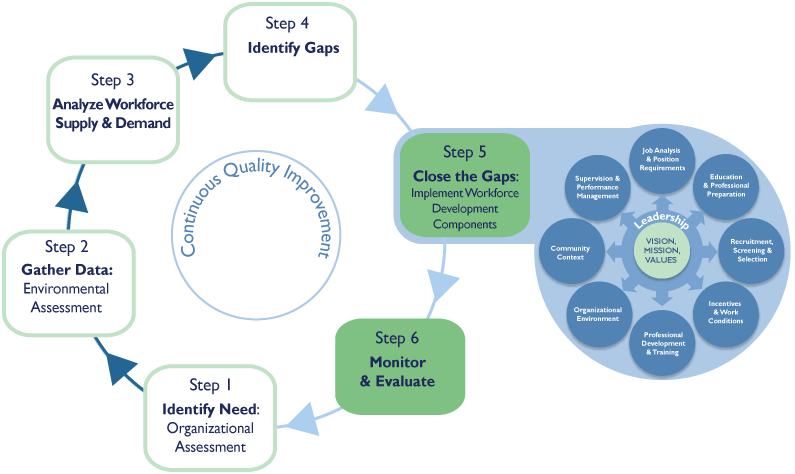 Step 4
Identify Gaps
Step 3
Analyze Workforce
Supply & Demand
Step 5
Close the Gaps:
Implement Workforce
Development
Components
Continuous Quality Improvement
Step 2
Gather Data:
Environmental
Assessment
Step 6
Monitor
& Evaluate
Step 1
Identify Need:
Organizational
Assessment
Job Analysis
& Position
Requirements
Education
& Professional
Preparation
Recruitment,
Screening &
Selection
Incentives
& Work
Conditions
Professional
Development
& Training
Organizational
Environment
Community
Context
Supervision &
Performance
Management
Leadership
VISION,
MISSION,
VALUES